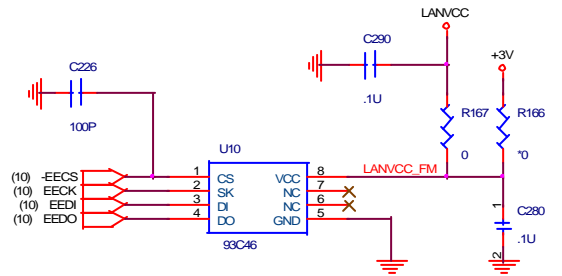 LANVCC
C290
+3V
C226
.1U
R167
R166
100P
U10
0
*0
(10) -EECS 1 CS VCC 8 LANVCC_FM
(10) EECK 2 SK NC 7
(10) EEDI 3 DI NC 6
(10) EEDO 4 DO GND 5
1
C280
93C46
.1U
2